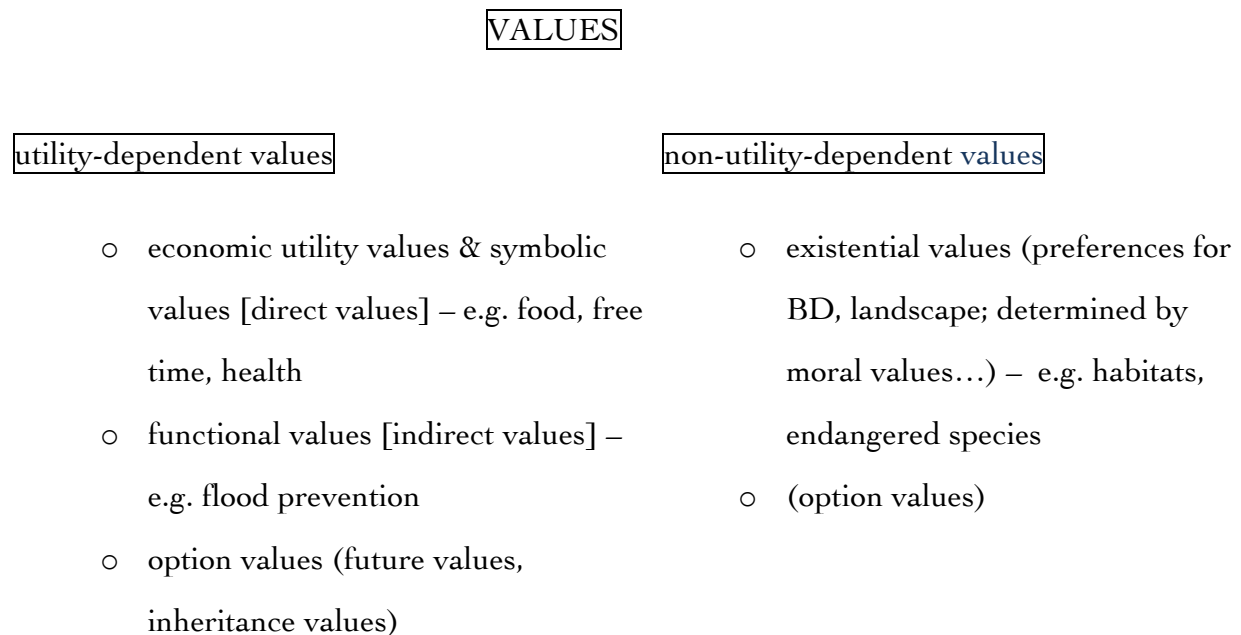 VALUES
utility-dependent values
○ economic utility values & symbolic
values [direct values] – e.g. food, free
time, health
○ functional values [indirect values] –
e.g. flood prevention
○ option values (future values,
inheritance values)
non-utility-dependent values
○ existential values (preferences for
BD, landscape; determined by
moral values…) – e.g. habitats,
endangered species
○ (option values)